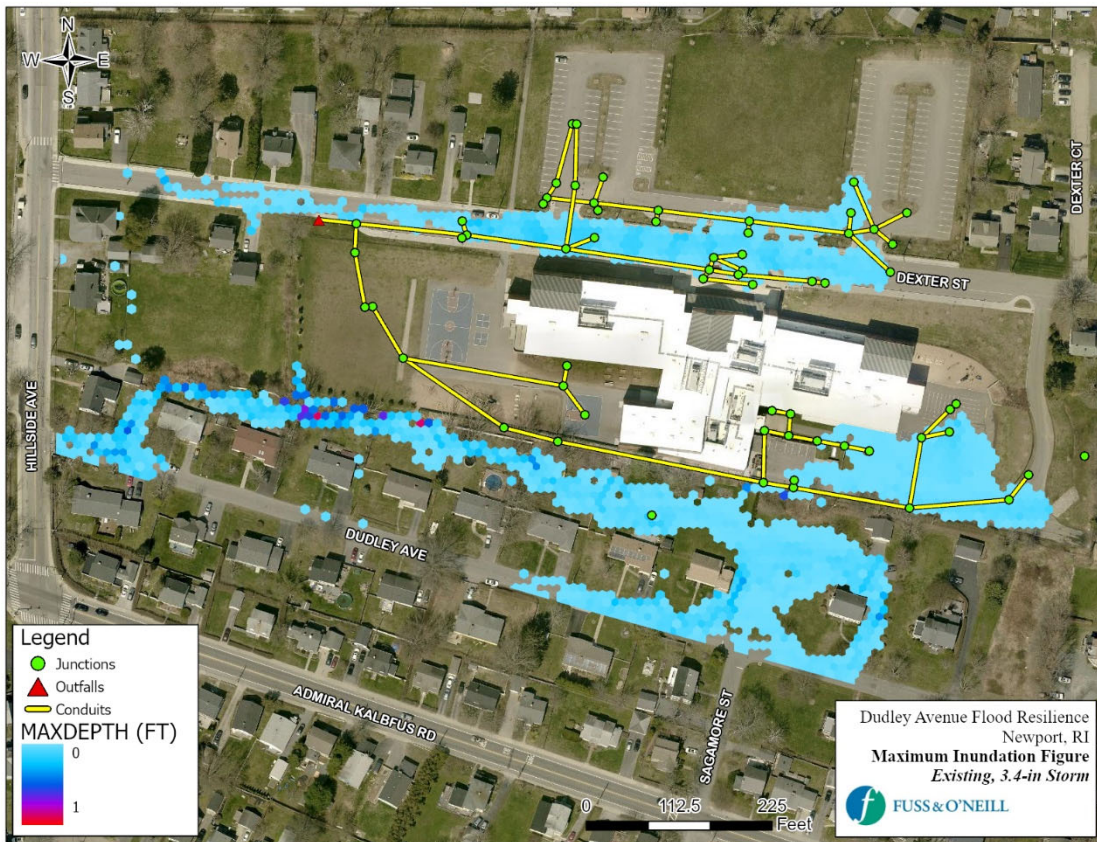 N
W E
S
DEXTER CT
DEXTER ST
HILLSIDE AVE
DUDLEY AVE
ADMIRAL KALBFUS RD
SAGAMORE ST
Legend
Junctions
Outfalls
Conduits
MAXDEPTH (FT)
0
1
0 112.5 225
Feet
Dudley Avenue Flood Resilience
Newport, RI
Maximum Inundation Figure
Existing, 3.4-in Storm
f FUSS & O'NEILL